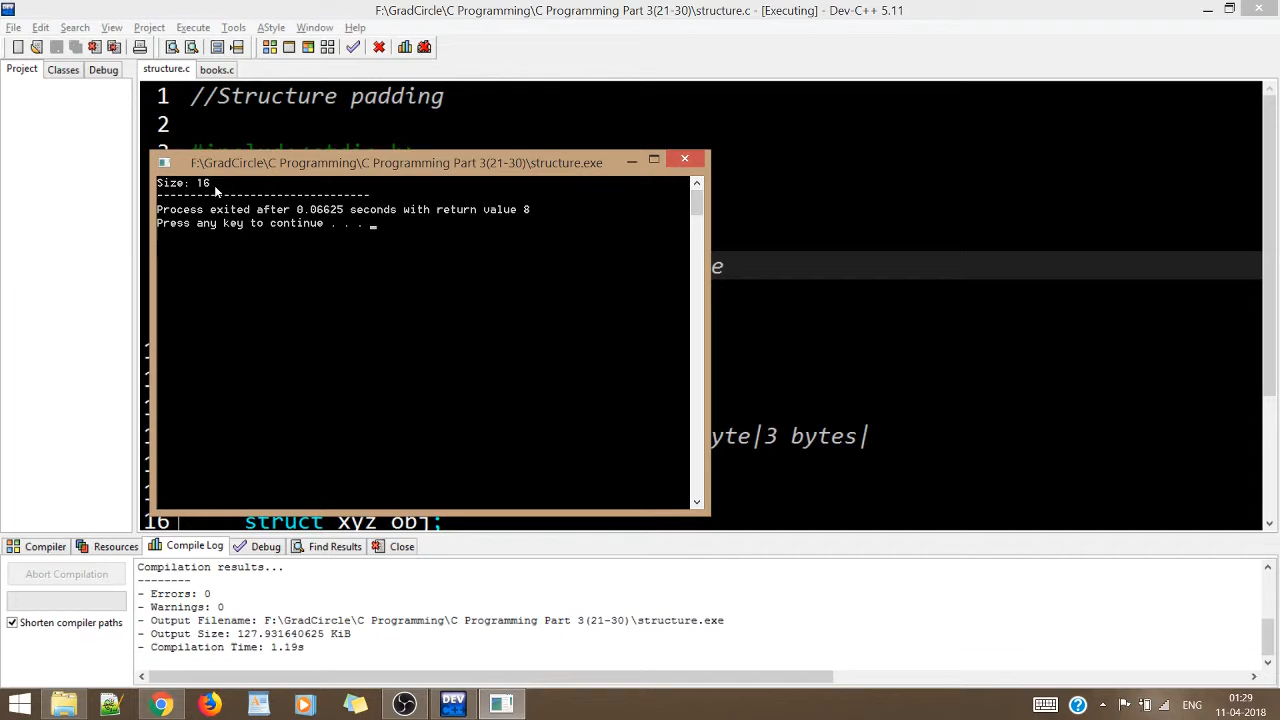 F:\GradCircle\C Programming\C Programming Part 3(21-30)\structure.c - [Executing] - Dev-C++ 5.11
File Edit Search View Project Execute Tools AStyle Window Help
Project Classes Debug structure.c books.c
1 //Structure padding
2
F:\GradCircle\C Programming\C Programming Part 3(21-30)\structure.exe
Size: 16
--------------------------------
Process exited after 0.06625 seconds with return value 8
Press any key to continue . . . _
e
yte|3 bytes|
16 struct xyz obj;
Compiler Resources Compile Log Debug Find Results Close
Abort Compilation
Shorten compiler paths
Compilation results...
--------
- Errors: 0
- Warnings: 0
- Output Filename: F:\GradCircle\C Programming\C Programming Part 3(21-30)\structure.exe
- Output Size: 127.931640625 KiB
- Compilation Time: 1.19s
DEV
ENG
01:29
11-04-2018